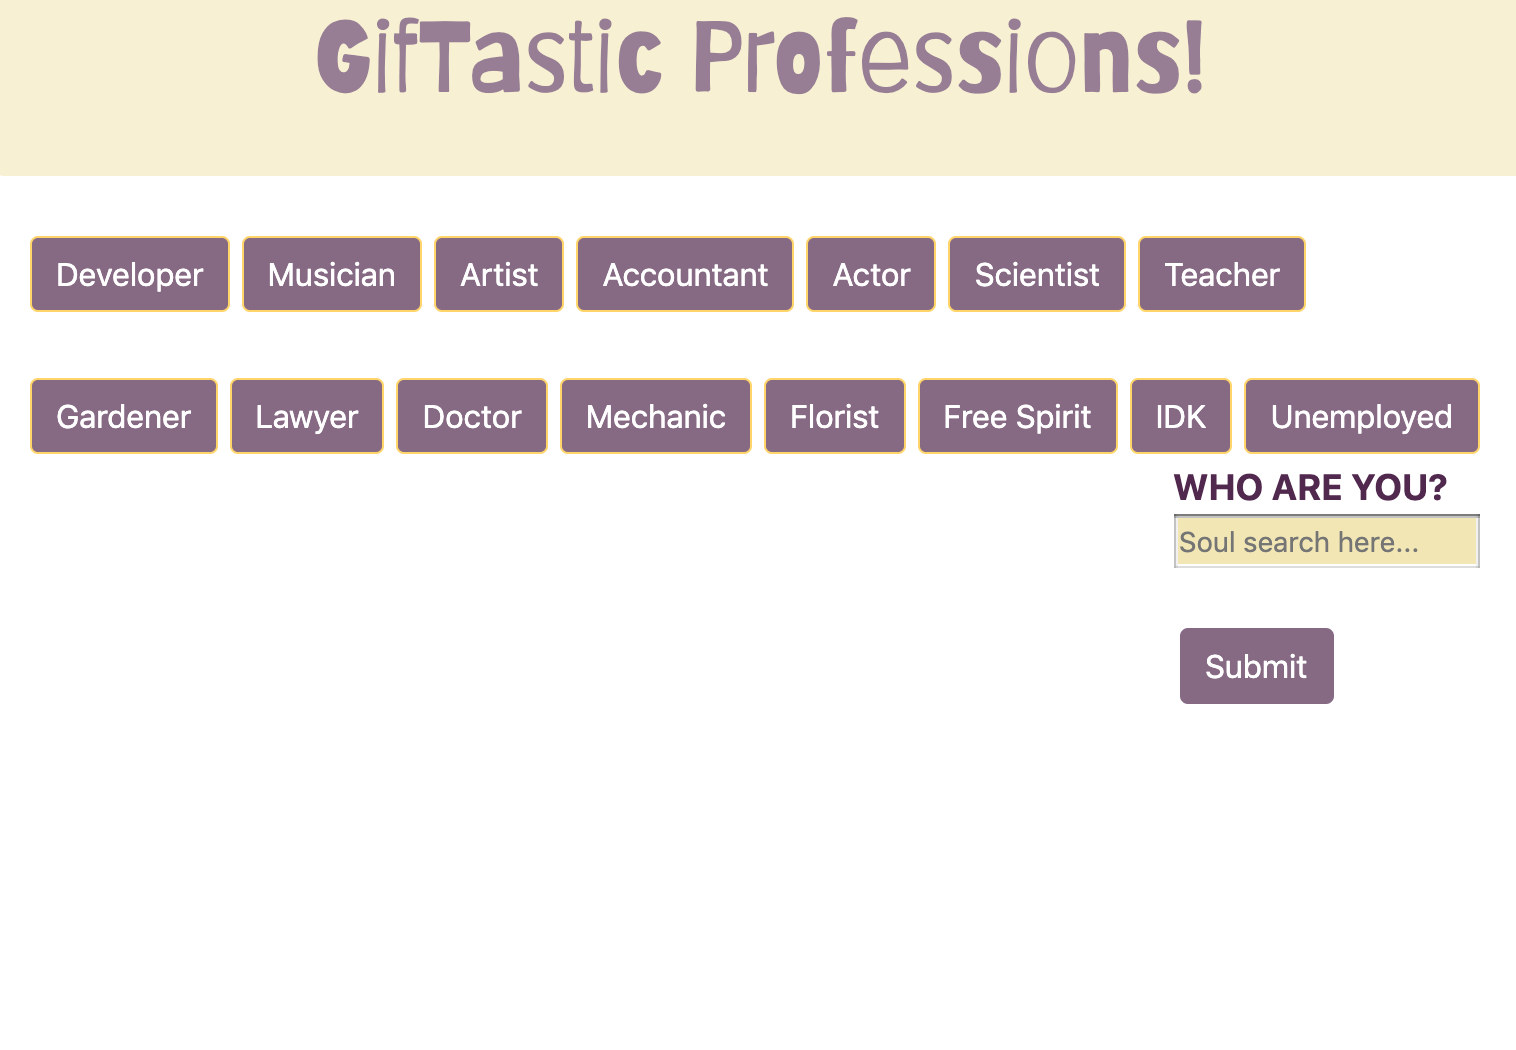 GifTastic Professions!
Developer Musician Artist Accountant Actor Scientist Teacher
Gardener Lawyer Doctor Mechanic Florist Free Spirit IDK Unemployed
WHO ARE YOU?
Soul search here...
Submit